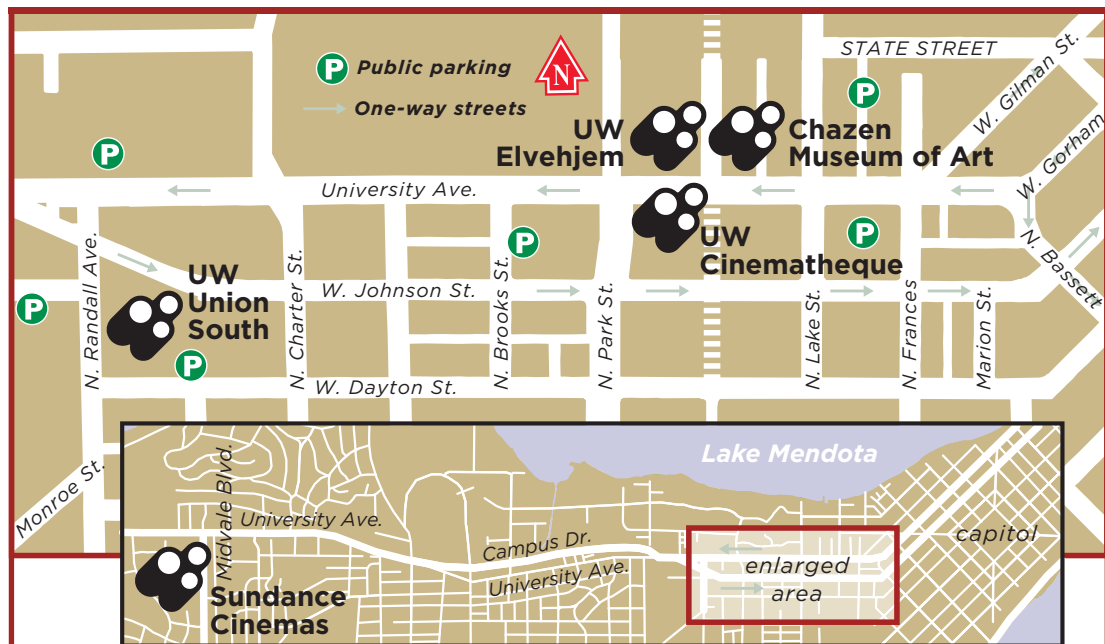 STATE STREET
W. Gilman St.
P
Public parking
N
One-way streets
P
UW
Elvehjem
Chazen
Museum of Art
W. Gorham
P
University Ave.
N. Randall Ave.
N. Charter St.
N. Brooks St.
N. Park St.
N. Lake St.
N. Frances
Marion St.
N. Bassett
P
P
UW
Cinematheque
UW
Union
South
W. Johnson St.
P
P
W. Dayton St.
Monroe St.
Midvale Blvd.
Lake Mendota
University Ave.
Campus Dr.
University Ave.
capitol
enlarged
area
Sundance
Cinemas